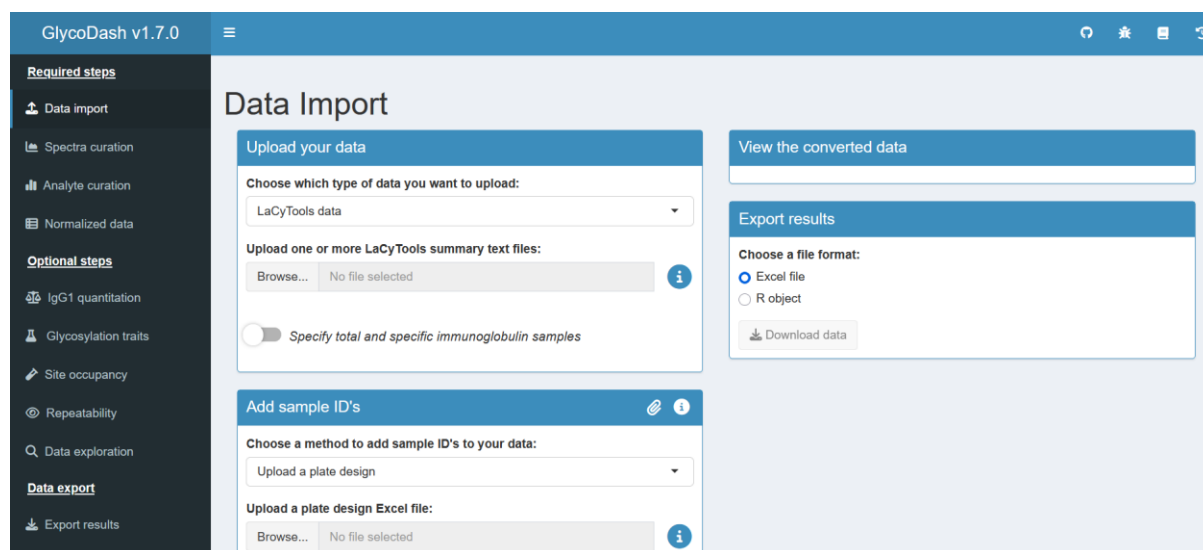 GlycoDash v1.7.0
Required steps
Data import
Spectra curation
Analyte curation
Normalized data
Optional steps
IgG1 quantitation
Glycosylation traits
Site occupancy
Repeatability
Data exploration
Data export
Export results
Data Import
Upload your data
Choose which type of data you want to upload:
LaCyTools data
Upload one or more LaCyTools summary text files:
Browse... No file selected
Specify total and specific immunoglobulin samples
Add sample ID's
Choose a method to add sample ID's to your data:
Upload a plate design
Upload a plate design Excel file:
Browse... No file selected
View the converted data
Export results
Choose a file format:
Excel file
R object
Download data